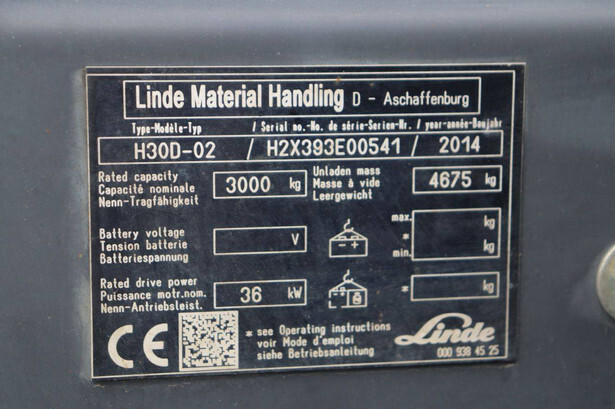 Linde Material Handling D - Aschaffenburg
Type-Modèle-Typ / Serial no.-No. de série-Serien-Nr. / year-année-Baujahr
H30D-02 / H2X393E00541 / 2014
Rated capacity
Capacité nominale
Nenn-Tragfähigkeit
3000 kg
Unladen mass
Masse à vide
Leergewicht
4675 kg
Battery voltage
Tension batterie
Batteriespannung
V
max.
*
min.
kg
kg
Rated drive power
Puissance motr.nom.
Nenn-Antriebsleist.
36 kW
* kg
CE
* see Operating instructions
voir Mode d'emploi
siehe Betriebsanleitung
Linde
000 938 45 25